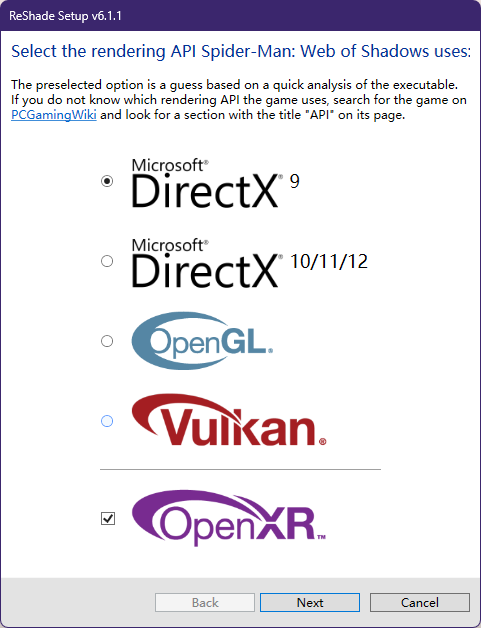 ReShade Setup v6.1.1
Select the rendering API Spider-Man: Web of Shadows uses:
The preselected option is a guess based on a quick analysis of the executable.
If you do not know which rendering API the game uses, search for the game on
PCGamingWiki and look for a section with the title "API" on its page.
Microsoft®
DirectX® 9
Microsoft®
DirectX® 10/11/12
OpenGL®
Vulkan®
OpenXR™
Back
Next
Cancel